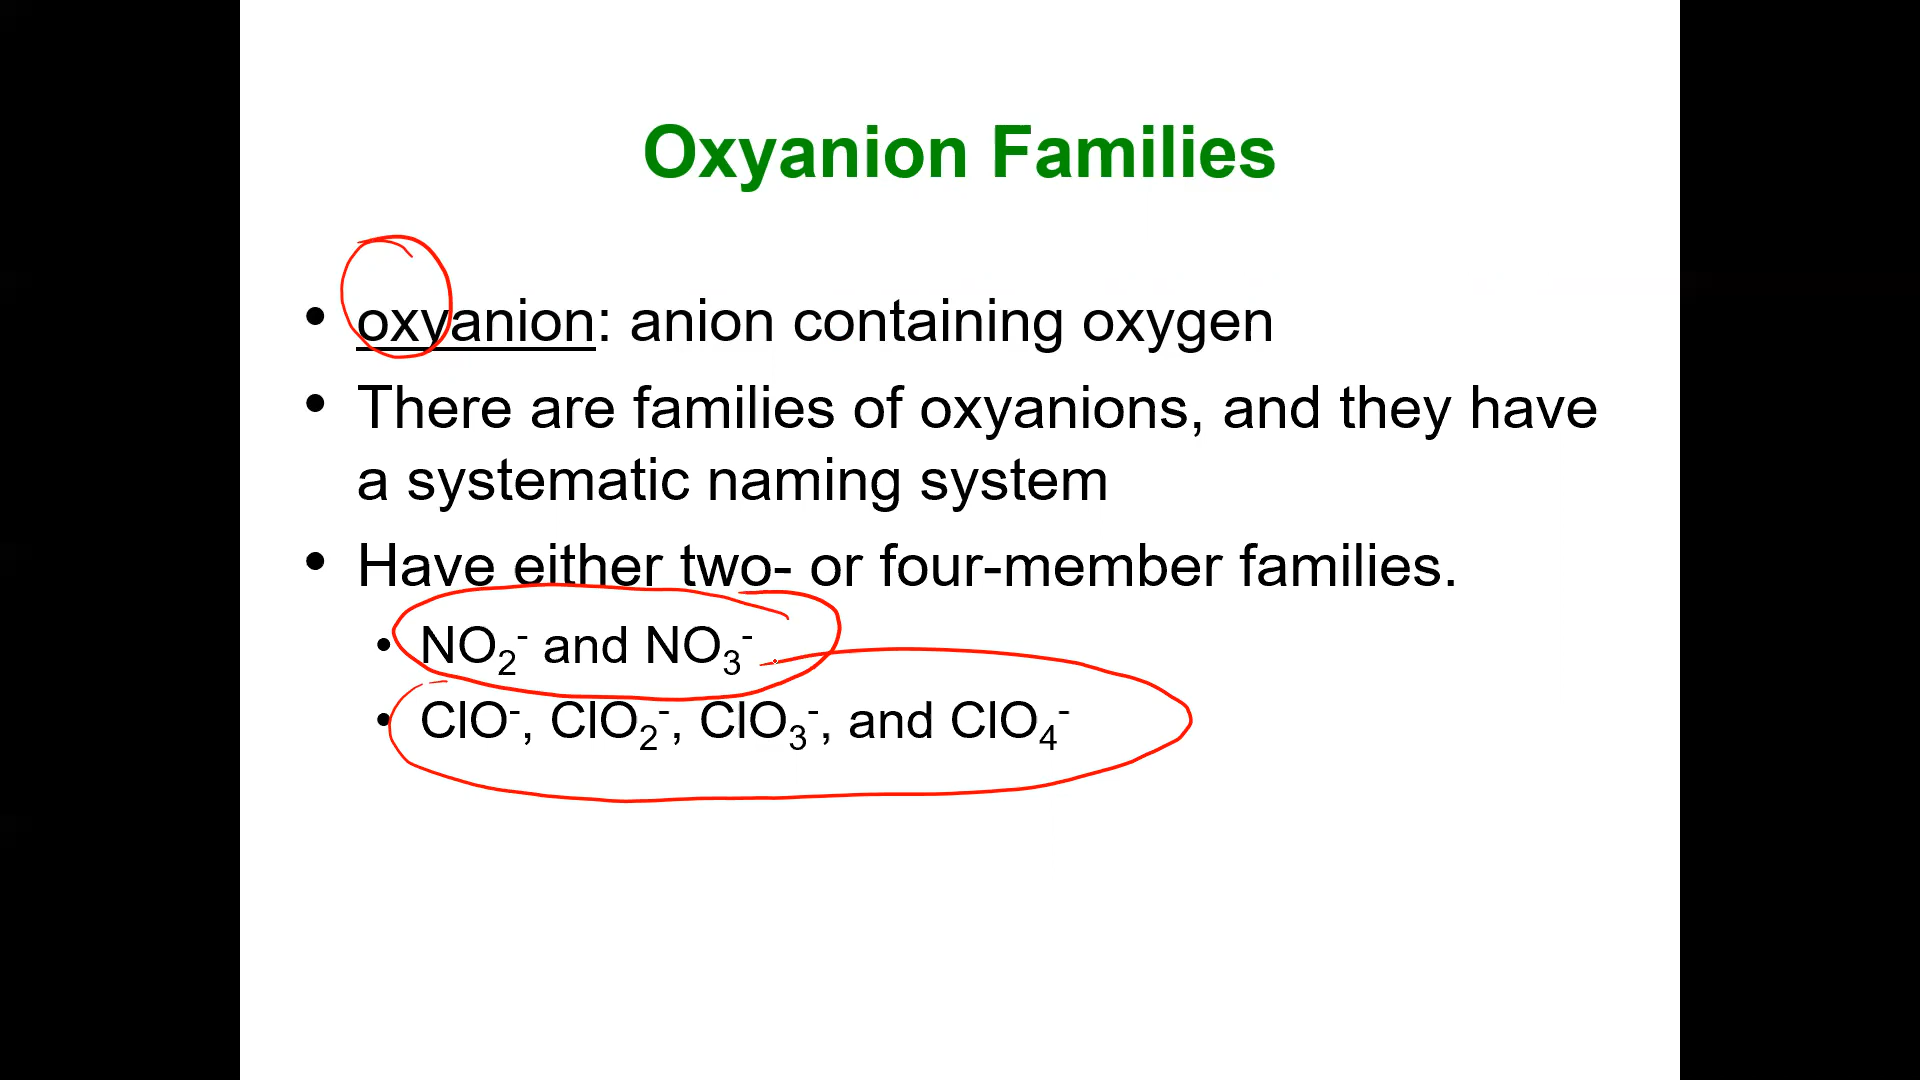 Oxyanion Families
• oxyanion: anion containing oxygen
• There are families of oxyanions, and they have
a systematic naming system
• Have either two- or four-member families.
• NO₂⁻ and NO₃⁻
• ClO⁻, ClO₂⁻, ClO₃⁻, and ClO₄⁻